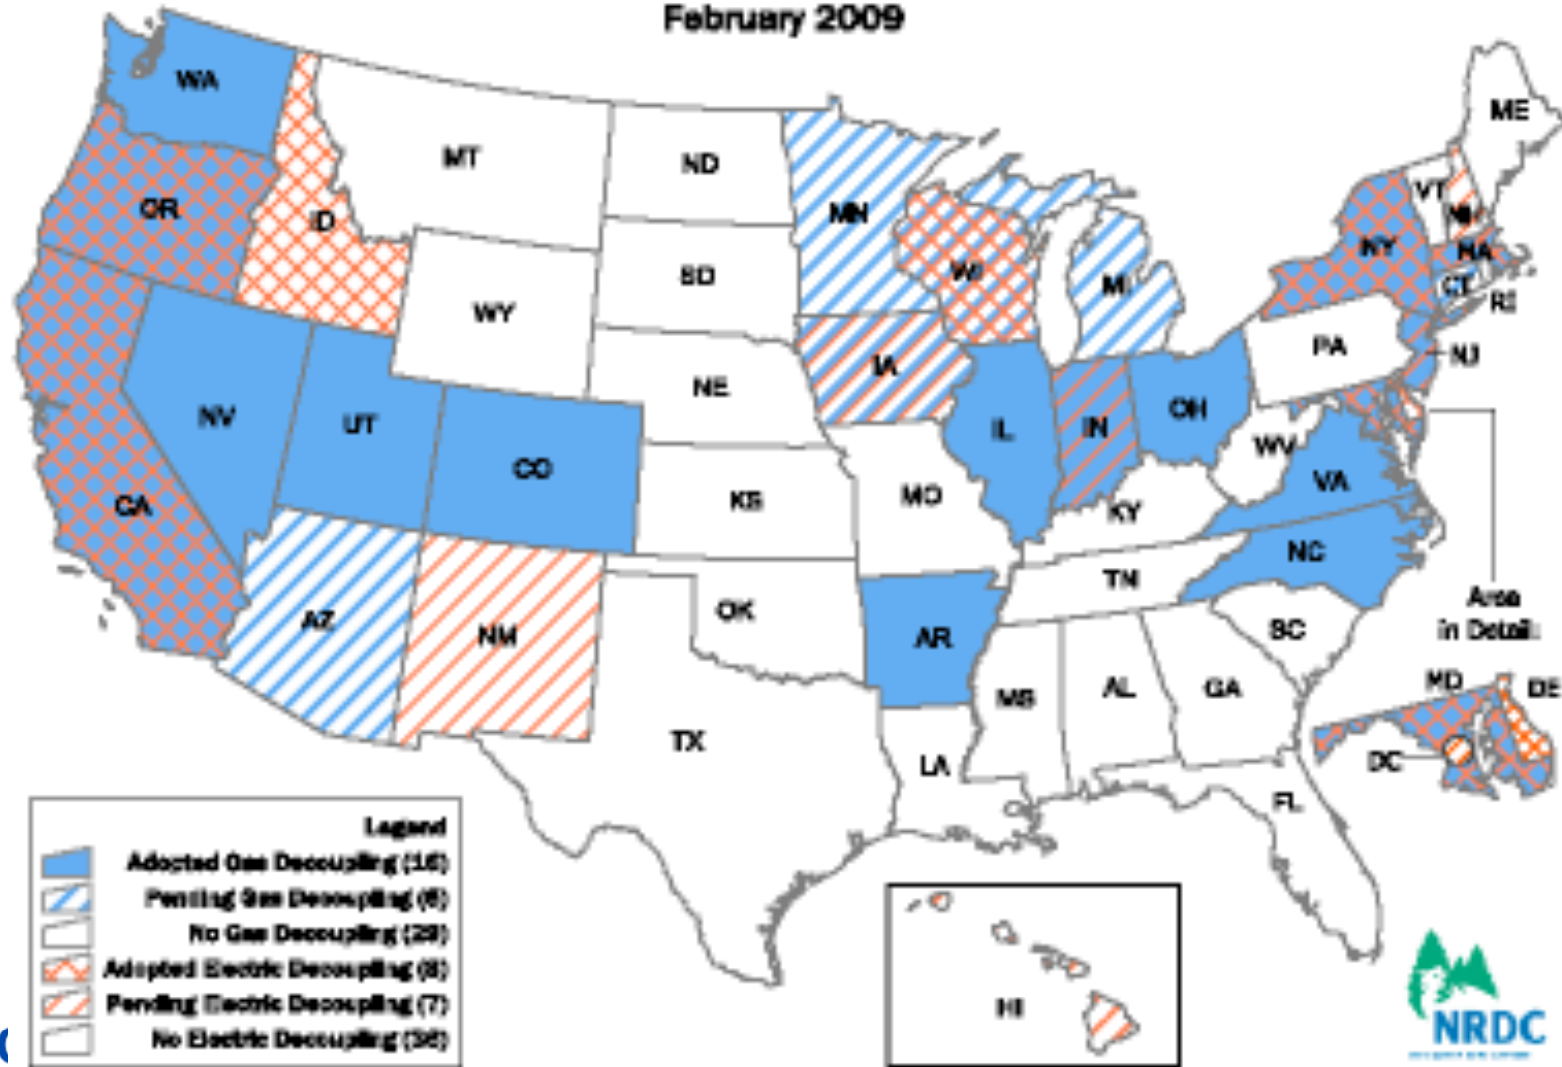 February 2009
WA
OR
ID
MT
ND
MN
SD
WY
NE
IA
WI
MI
NV
UT
CO
CA
AZ
NM
KS
OK
TX
MO
AR
LA
IL
IN
OH
KY
TN
MS
AL
GA
FL
SC
NC
VA
WV
PA
NY
VT
NH
ME
MA
CT
RI
NJ
Area
in Detail:
MD
DE
DC
HI
Legend
Adopted Gas Decoupling
Pending Gas Decoupling
No Gas Decoupling
Adopted Electric Decoupling (8)
Pending Electric Decoupling (7)
No Electric Decoupling
NRDC